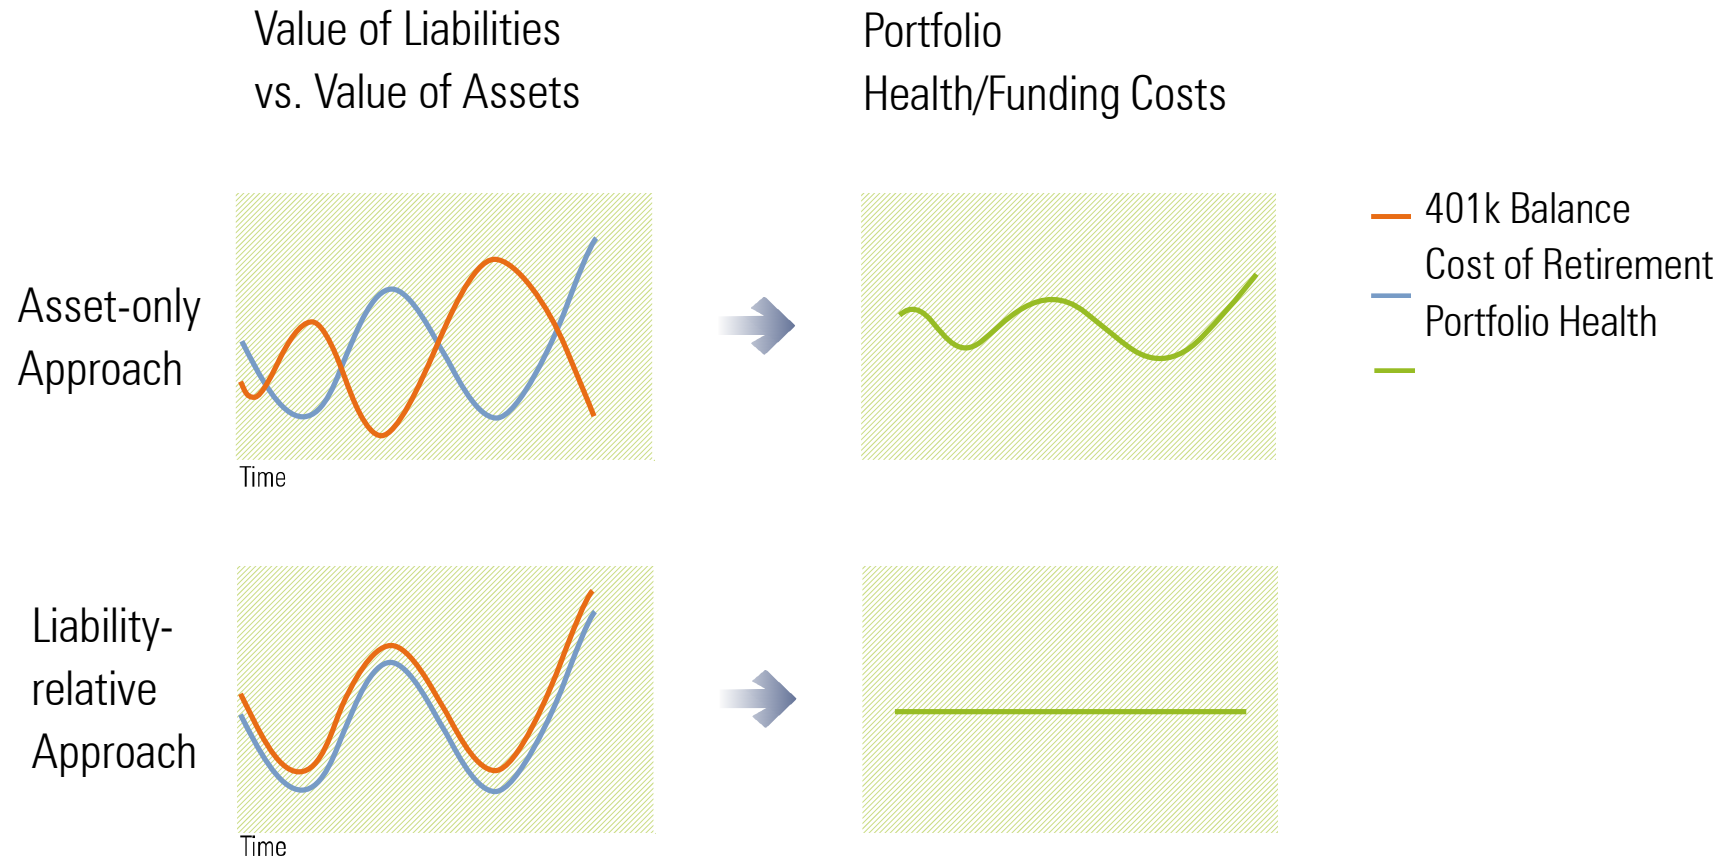 Value of Liabilities
vs. Value of Assets
Portfolio
Health/Funding Costs
401k Balance
Cost of Retirement
Portfolio Health
Asset-only
Approach
Time
Liability-
relative
Approach
Time